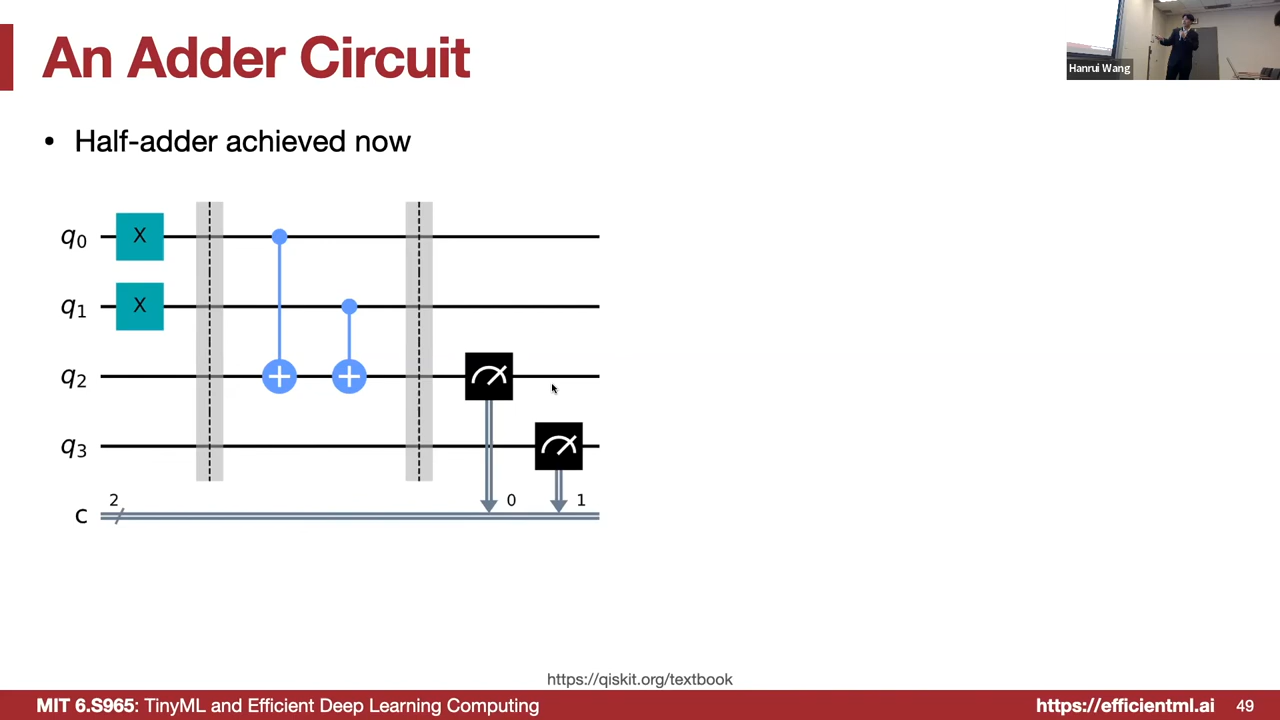 An Adder Circuit
Hanrui Wang
• Half-adder achieved now
q0 X
q1 X
q2
q3
2 0 1
c
https://qiskit.org/textbook
MIT 6.S965: TinyML and Efficient Deep Learning Computing https://efficientml.ai 49